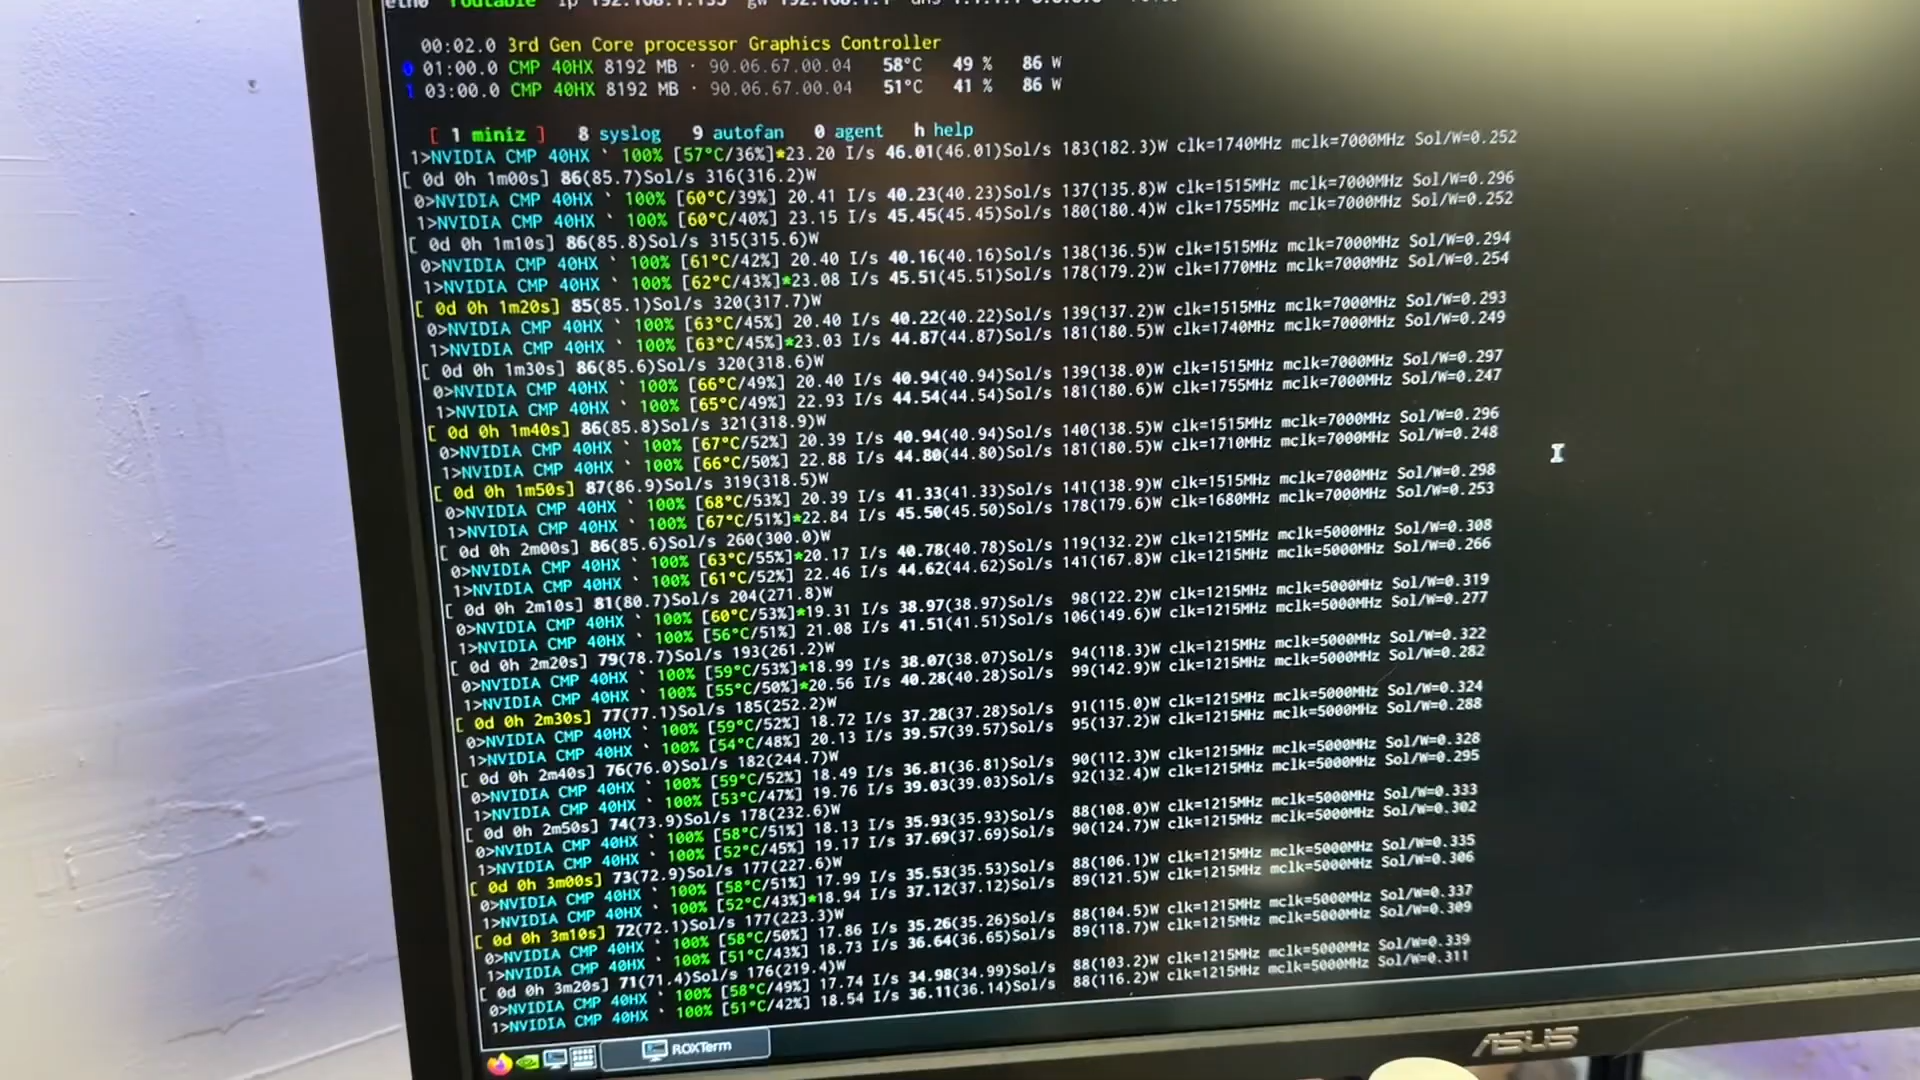 eth0 routable ip 192.168.1.135 gw 192.168.1.1
00:02.0 3rd Gen Core processor Graphics Controller
0 01:00.0 CMP 40HX 8192 MB · 90.06.67.00.04 58°C 49 % 86 W
1 03:00.0 CMP 40HX 8192 MB · 90.06.67.00.04 51°C 41 % 86 W
[ 1 miniz ] 8 syslog 9 autofan 0 agent h help
1>NVIDIA CMP 40HX ` 100% [57°C/36%]*23.20 I/s 46.01(46.01)Sol/s 183(182.3)W clk=1740MHz mclk=7000MHz Sol/W=0.252
[ 0d 0h 1m00s] 86(85.7)Sol/s 316(316.2)W
0>NVIDIA CMP 40HX ` 100% [60°C/39%] 20.41 I/s 40.23(40.23)Sol/s 137(135.8)W clk=1515MHz mclk=7000MHz Sol/W=0.296
1>NVIDIA CMP 40HX ` 100% [60°C/40%] 23.15 I/s 45.45(45.45)Sol/s 180(180.4)W clk=1755MHz mclk=7000MHz Sol/W=0.252
[ 0d 0h 1m10s] 86(85.8)Sol/s 315(315.6)W
0>NVIDIA CMP 40HX ` 100% [61°C/42%] 20.40 I/s 40.16(40.16)Sol/s 138(136.5)W clk=1515MHz mclk=7000MHz Sol/W=0.294
1>NVIDIA CMP 40HX ` 100% [62°C/43%]*23.08 I/s 45.51(45.51)Sol/s 178(179.2)W clk=1770MHz mclk=7000MHz Sol/W=0.254
[ 0d 0h 1m20s] 85(85.1)Sol/s 320(317.7)W
0>NVIDIA CMP 40HX ` 100% [63°C/45%] 20.40 I/s 40.22(40.22)Sol/s 139(137.2)W clk=1515MHz mclk=7000MHz Sol/W=0.293
1>NVIDIA CMP 40HX ` 100% [63°C/45%]*23.03 I/s 44.87(44.87)Sol/s 181(180.5)W clk=1740MHz mclk=7000MHz Sol/W=0.249
[ 0d 0h 1m30s] 86(85.6)Sol/s 320(318.6)W
0>NVIDIA CMP 40HX ` 100% [66°C/49%] 20.40 I/s 40.94(40.94)Sol/s 139(138.0)W clk=1515MHz mclk=7000MHz Sol/W=0.297
1>NVIDIA CMP 40HX ` 100% [65°C/49%] 22.93 I/s 44.54(44.54)Sol/s 181(180.6)W clk=1755MHz mclk=7000MHz Sol/W=0.247
[ 0d 0h 1m40s] 86(85.8)Sol/s 321(318.9)W
0>NVIDIA CMP 40HX ` 100% [67°C/52%] 20.39 I/s 40.94(40.94)Sol/s 140(138.5)W clk=1515MHz mclk=7000MHz Sol/W=0.296
1>NVIDIA CMP 40HX ` 100% [66°C/50%] 22.88 I/s 44.80(44.80)Sol/s 181(180.5)W clk=1710MHz mclk=7000MHz Sol/W=0.248
[ 0d 0h 1m50s] 87(86.9)Sol/s 319(318.5)W
0>NVIDIA CMP 40HX ` 100% [68°C/53%] 20.39 I/s 41.33(41.33)Sol/s 141(138.9)W clk=1515MHz mclk=7000MHz Sol/W=0.298
1>NVIDIA CMP 40HX ` 100% [67°C/51%]*22.84 I/s 45.50(45.50)Sol/s 178(179.6)W clk=1680MHz mclk=7000MHz Sol/W=0.253
[ 0d 0h 2m00s] 86(85.6)Sol/s 260(300.0)W
0>NVIDIA CMP 40HX ` 100% [63°C/55%]*20.17 I/s 40.78(40.78)Sol/s 119(132.2)W clk=1215MHz mclk=5000MHz Sol/W=0.308
1>NVIDIA CMP 40HX ` 100% [61°C/52%] 22.46 I/s 44.62(44.62)Sol/s 141(167.8)W clk=1215MHz mclk=5000MHz Sol/W=0.266
[ 0d 0h 2m10s] 81(80.7)Sol/s 204(271.8)W
0>NVIDIA CMP 40HX ` 100% [60°C/53%]*19.31 I/s 38.97(38.97)Sol/s 98(122.2)W clk=1215MHz mclk=5000MHz Sol/W=0.319
1>NVIDIA CMP 40HX ` 100% [56°C/51%] 21.08 I/s 41.51(41.51)Sol/s 106(149.6)W clk=1215MHz mclk=5000MHz Sol/W=0.277
[ 0d 0h 2m20s] 79(78.7)Sol/s 193(261.2)W
0>NVIDIA CMP 40HX ` 100% [59°C/53%]*18.99 I/s 38.07(38.07)Sol/s 94(118.3)W clk=1215MHz mclk=5000MHz Sol/W=0.322
1>NVIDIA CMP 40HX ` 100% [55°C/50%]*20.56 I/s 40.28(40.28)Sol/s 99(142.9)W clk=1215MHz mclk=5000MHz Sol/W=0.282
[ 0d 0h 2m30s] 77(77.1)Sol/s 185(252.2)W
0>NVIDIA CMP 40HX ` 100% [59°C/52%] 18.72 I/s 37.28(37.28)Sol/s 91(115.0)W clk=1215MHz mclk=5000MHz Sol/W=0.324
1>NVIDIA CMP 40HX ` 100% [54°C/48%] 20.13 I/s 39.57(39.57)Sol/s 95(137.2)W clk=1215MHz mclk=5000MHz Sol/W=0.288
[ 0d 0h 2m40s] 76(76.0)Sol/s 182(244.7)W
0>NVIDIA CMP 40HX ` 100% [59°C/52%] 18.49 I/s 36.81(36.81)Sol/s 90(112.3)W clk=1215MHz mclk=5000MHz Sol/W=0.328
1>NVIDIA CMP 40HX ` 100% [53°C/47%] 19.76 I/s 39.03(39.03)Sol/s 92(132.4)W clk=1215MHz mclk=5000MHz Sol/W=0.295
[ 0d 0h 2m50s] 74(73.9)Sol/s 178(232.6)W
0>NVIDIA CMP 40HX ` 100% [58°C/51%] 18.13 I/s 35.93(35.93)Sol/s 88(108.0)W clk=1215MHz mclk=5000MHz Sol/W=0.333
1>NVIDIA CMP 40HX ` 100% [52°C/45%] 19.17 I/s 37.69(37.69)Sol/s 90(124.7)W clk=1215MHz mclk=5000MHz Sol/W=0.302
[ 0d 0h 3m00s] 73(72.9)Sol/s 177(227.6)W
0>NVIDIA CMP 40HX ` 100% [58°C/51%] 17.99 I/s 35.53(35.53)Sol/s 88(106.1)W clk=1215MHz mclk=5000MHz Sol/W=0.335
1>NVIDIA CMP 40HX ` 100% [52°C/43%]*18.94 I/s 37.12(37.12)Sol/s 89(121.5)W clk=1215MHz mclk=5000MHz Sol/W=0.306
[ 0d 0h 3m10s] 72(72.1)Sol/s 177(223.3)W
0>NVIDIA CMP 40HX ` 100% [58°C/50%] 17.86 I/s 35.26(35.26)Sol/s 88(104.5)W clk=1215MHz mclk=5000MHz Sol/W=0.337
1>NVIDIA CMP 40HX ` 100% [51°C/43%] 18.73 I/s 36.64(36.65)Sol/s 89(118.7)W clk=1215MHz mclk=5000MHz Sol/W=0.309
[ 0d 0h 3m20s] 71(71.4)Sol/s 176(219.4)W
0>NVIDIA CMP 40HX ` 100% [58°C/49%] 17.74 I/s 34.98(34.99)Sol/s 88(103.2)W clk=1215MHz mclk=5000MHz Sol/W=0.339
1>NVIDIA CMP 40HX ` 100% [51°C/42%] 18.54 I/s 36.11(36.14)Sol/s 88(116.2)W clk=1215MHz mclk=5000MHz Sol/W=0.311
ROXTerm
ASUS